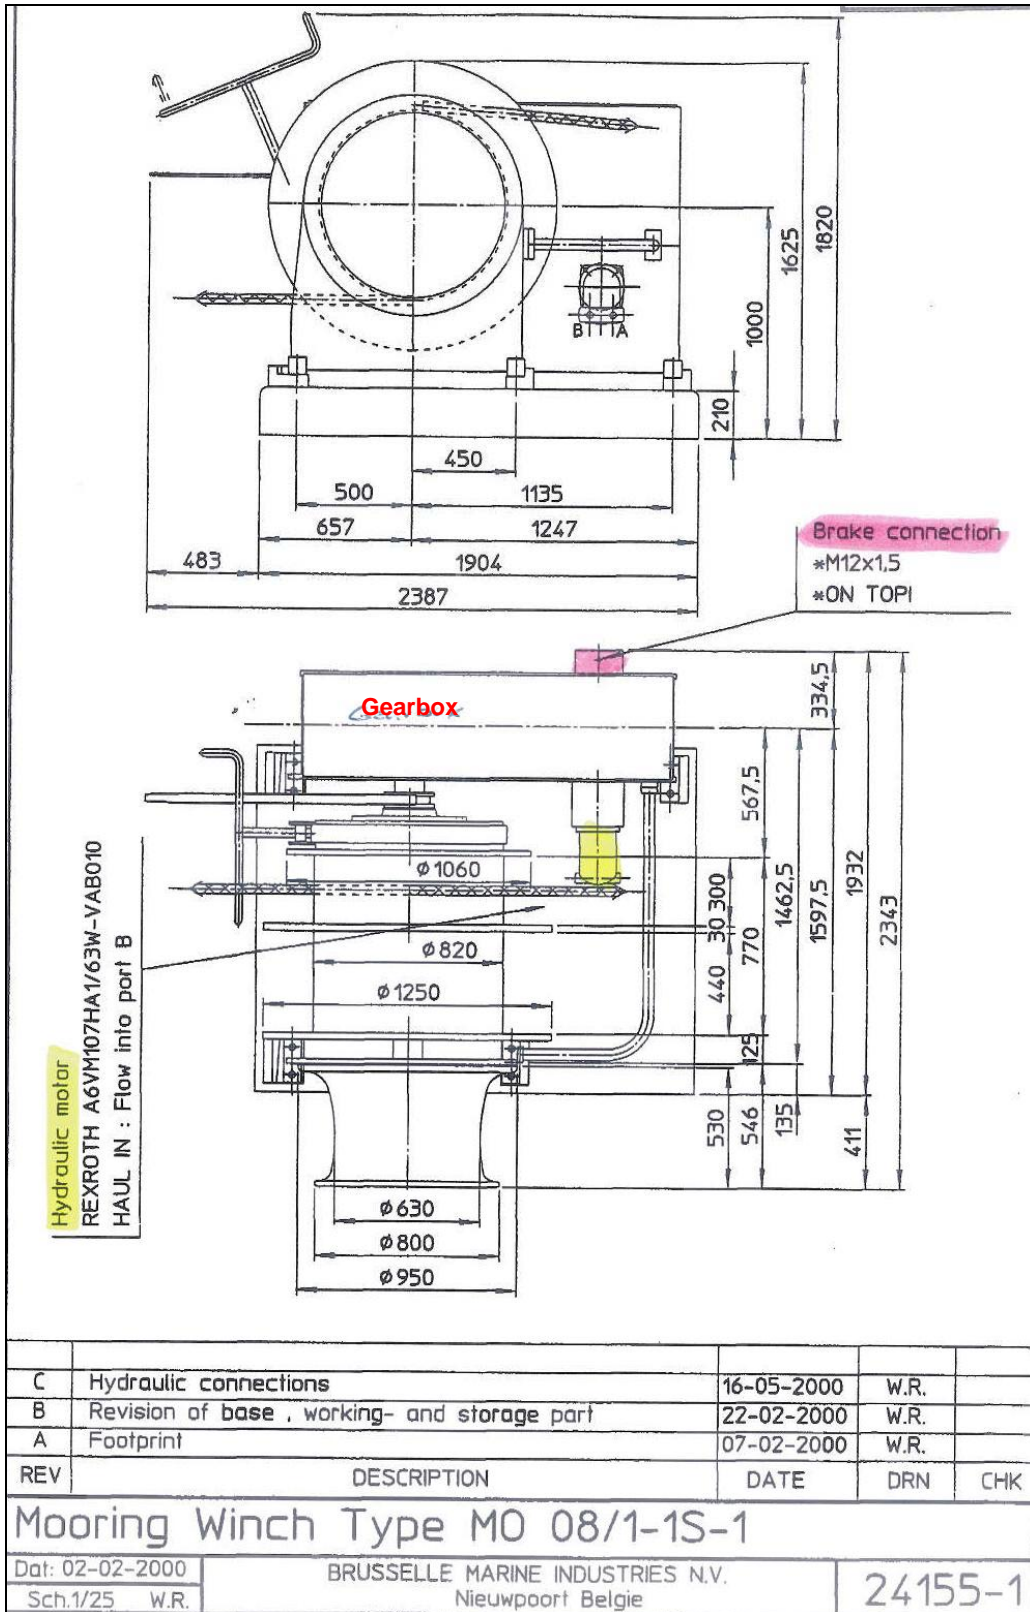 1820
1625
1000
210
B A
450
500 1135
657 1247
483 1904
2387
Brake connection
*M12x1,5
*ON TOP!
Gearbox
334,5
567,5
1462,5
1597,5
1932
2343
300
30
770
440
125
530
546
135
411
Ø1060
Ø820
Ø1250
Ø630
Ø800
Ø950
Hydraulic motor
REXROTH A6VM107HA1/63W-VAB010
HAUL IN : Flow into port B
C Hydraulic connections 16-05-2000 W.R.
B Revision of base , working- and storage part 22-02-2000 W.R.
A Footprint 07-02-2000 W.R.
REV DESCRIPTION DATE DRN CHK
Mooring Winch Type MO 08/1-1S-1
Dat: 02-02-2000
Sch.1/25 W.R.
BRUSSELLE MARINE INDUSTRIES N.V.
Nieuwpoort Belgie
24155-1